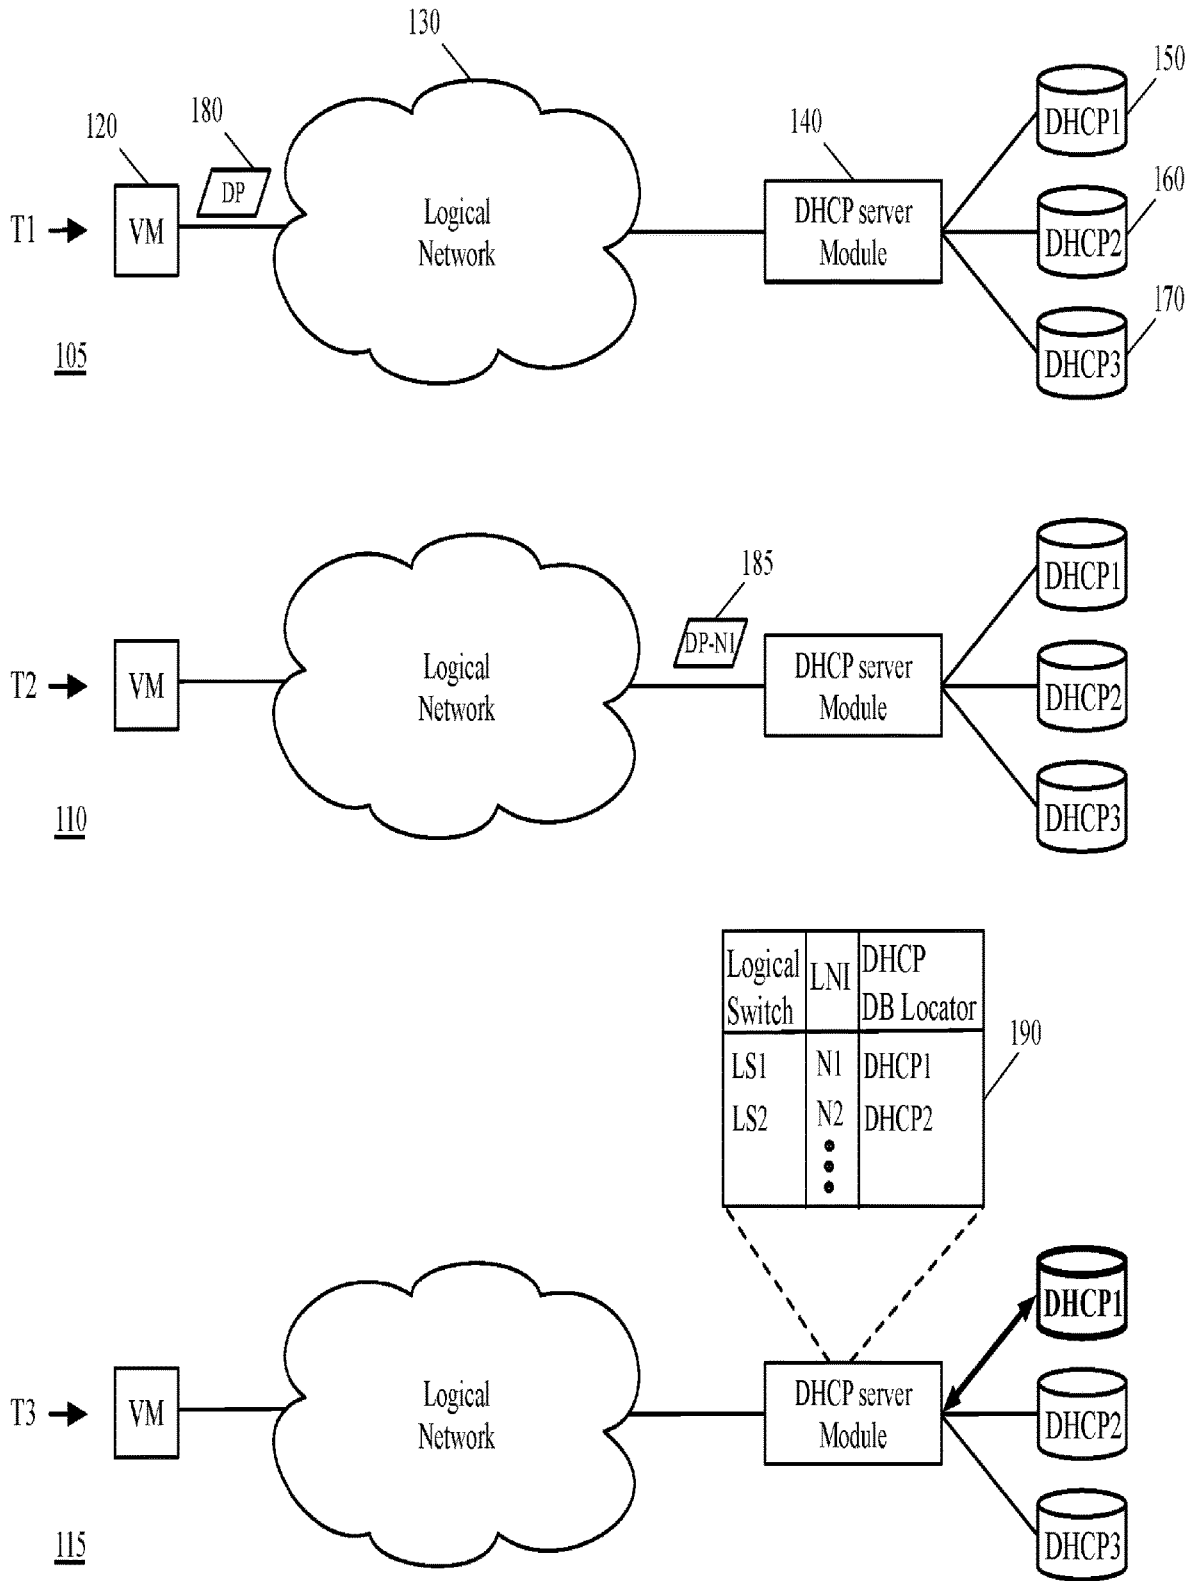 130
150
180
120
140
DHCP1
160
DP
T1
VM
Logical
Network
DHCP server
Module
DHCP2
170
105
DHCP3
185
DHCP1
DP-N1
T2
VM
Logical
Network
DHCP server
Module
DHCP2
110
DHCP3
Logical
Switch
LNI
DHCP
DB Locator
190
LS1
N1
DHCP1
LS2
N2
DHCP2
DHCP1
T3
VM
Logical
Network
DHCP server
Module
DHCP2
115
DHCP3